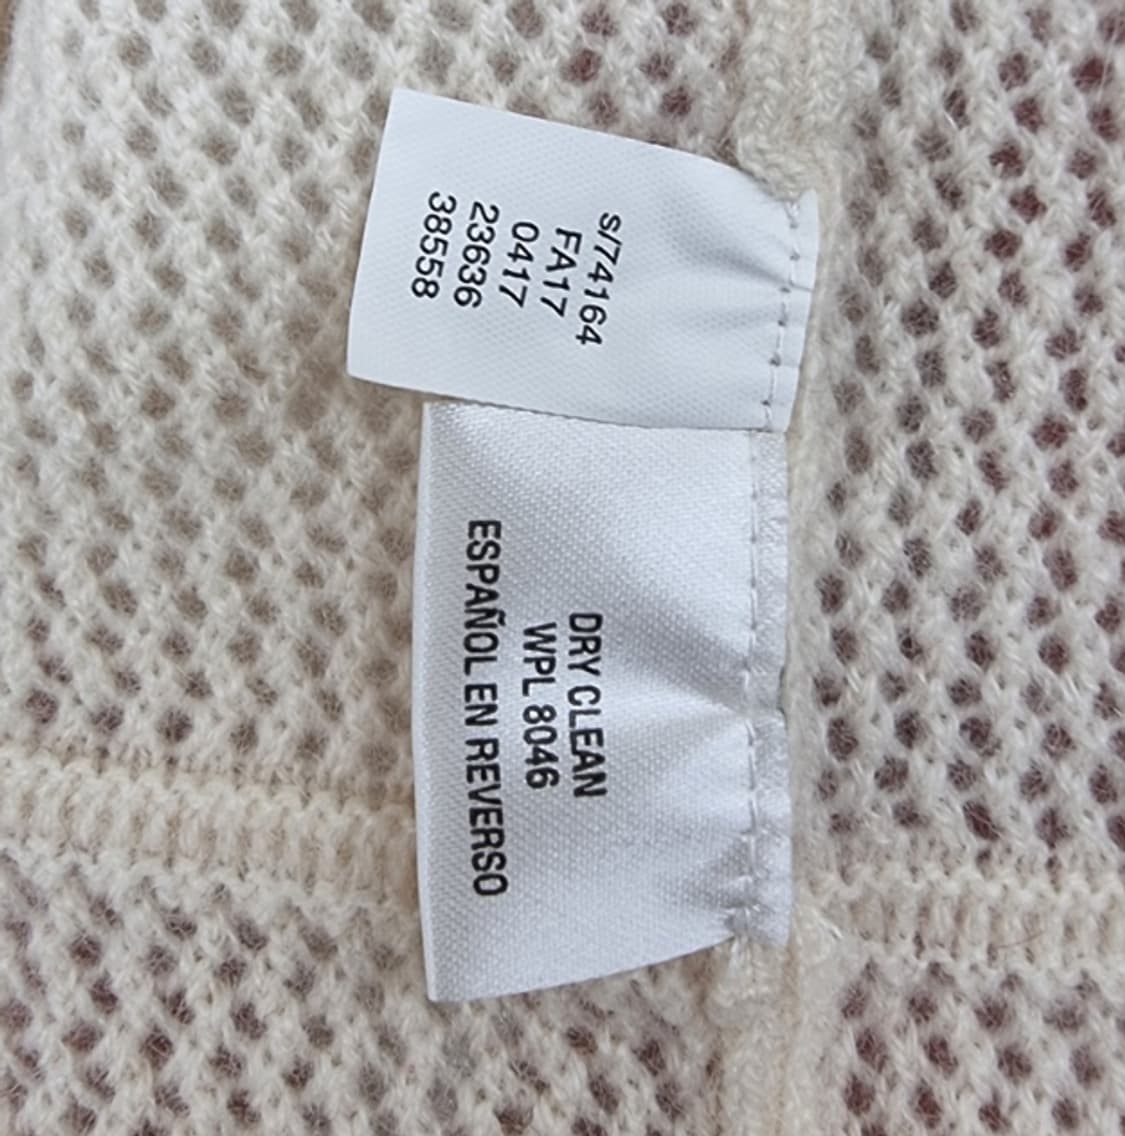 S/74164
FA17
0417
23636
38558
DRY CLEAN
WPL 8046
ESPAÑOL EN REVERSO